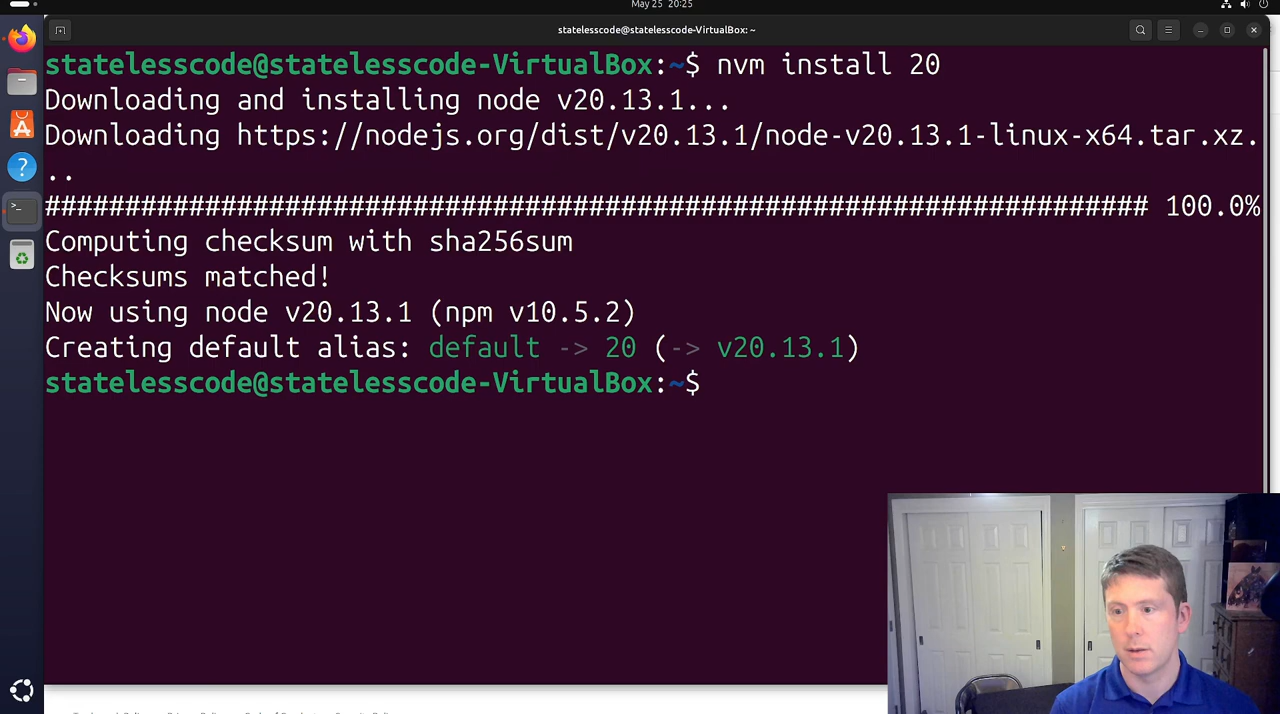 May 25 20:25
statelesscode@statelesscode-VirtualBox: ~
statelesscode@statelesscode-VirtualBox:~$ nvm install 20
Downloading and installing node v20.13.1...
Downloading https://nodejs.org/dist/v20.13.1/node-v20.13.1-linux-x64.tar.xz.
..
######################################################################### 100.0%
Computing checksum with sha256sum
Checksums matched!
Now using node v20.13.1 (npm v10.5.2)
Creating default alias: default -> 20 (-> v20.13.1)
statelesscode@statelesscode-VirtualBox:~$